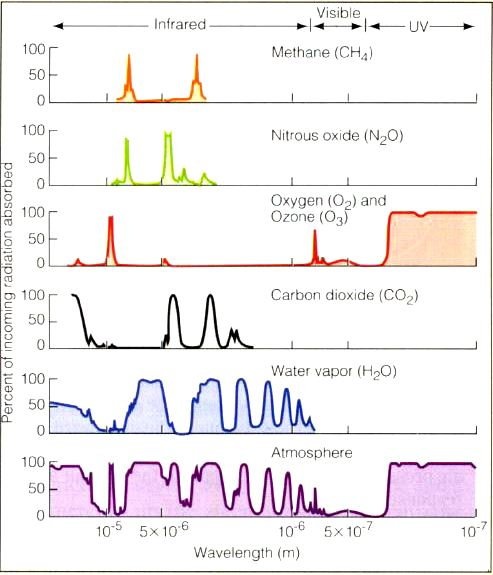 Visible
Infrared
UV
Methane (CH4)
100
50
0
Nitrous oxide (N2O)
100
50
0
Oxygen (O2) and
Ozone (O3)
100
50
0
Carbon dioxide (CO2)
100
50
0
Water vapor (H2O)
100
50
0
Atmosphere
100
50
0
Percent of incoming radiation absorbed
10-5
5×10-6
10-6
5×10-7
10-7
Wavelength (m)